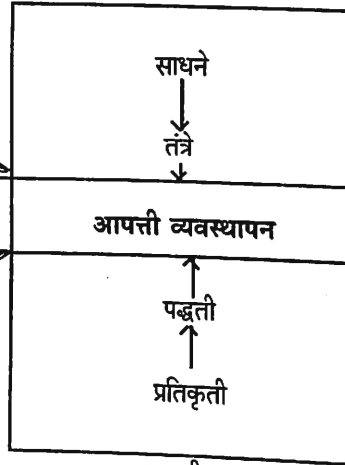 साधने
तंत्रे
आपत्ती व्यवस्थापन
पद्धती
प्रतिकृती